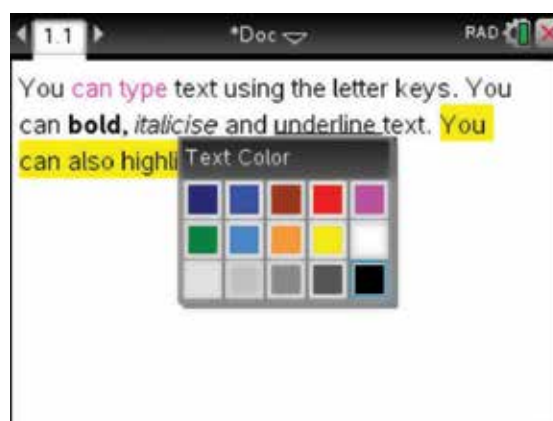 1.1
*Doc
RAD
You can type text using the letter keys. You
can bold, italicise and underline text. You
can also highli
Text Color